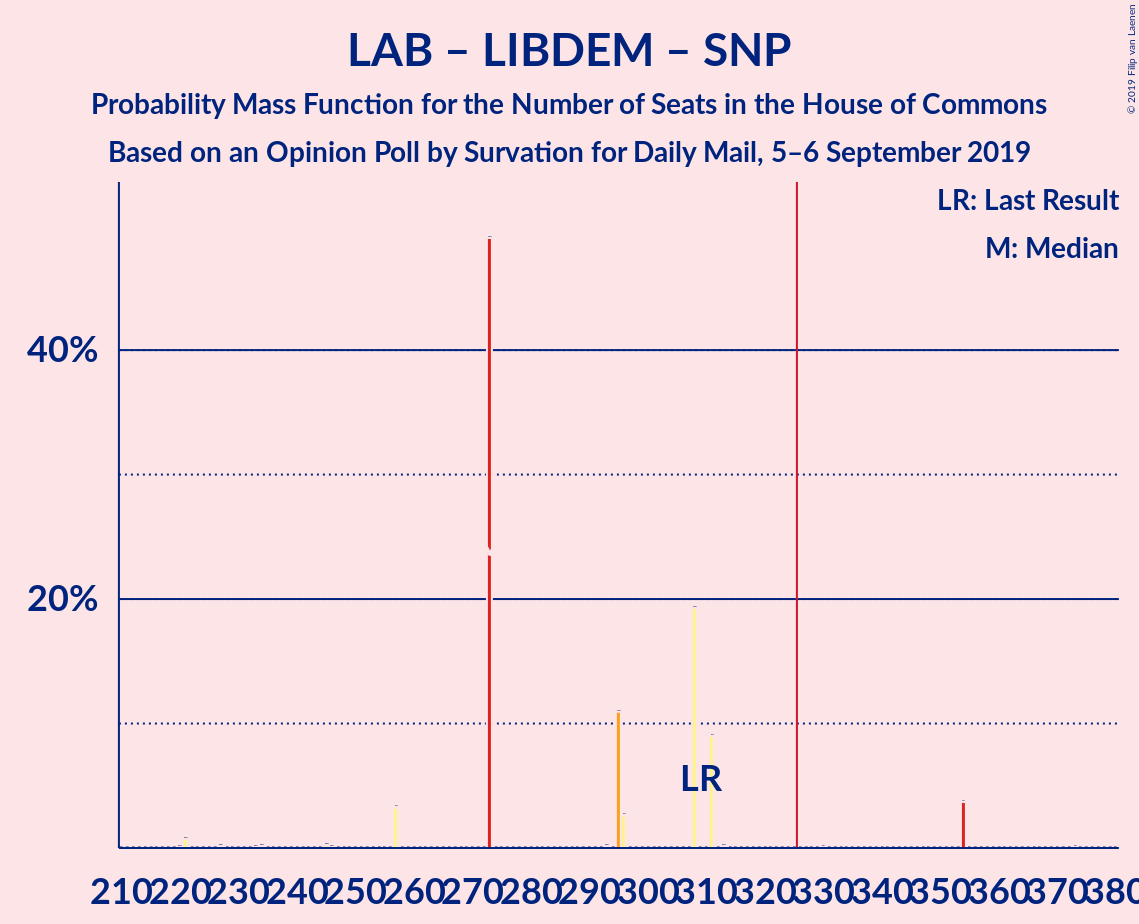 LAB – LIBDEM – SNP
Probability Mass Function for the Number of Seats in the House of Commons
Based on an Opinion Poll by Survation for Daily Mail, 5–6 September 2019
© 2019 Filip van Laenen
LR: Last Result
M: Median
40%
20%
LR
210 220 230 240 250 260 270 280 290 300 310 320 330 340 350 360 370 380